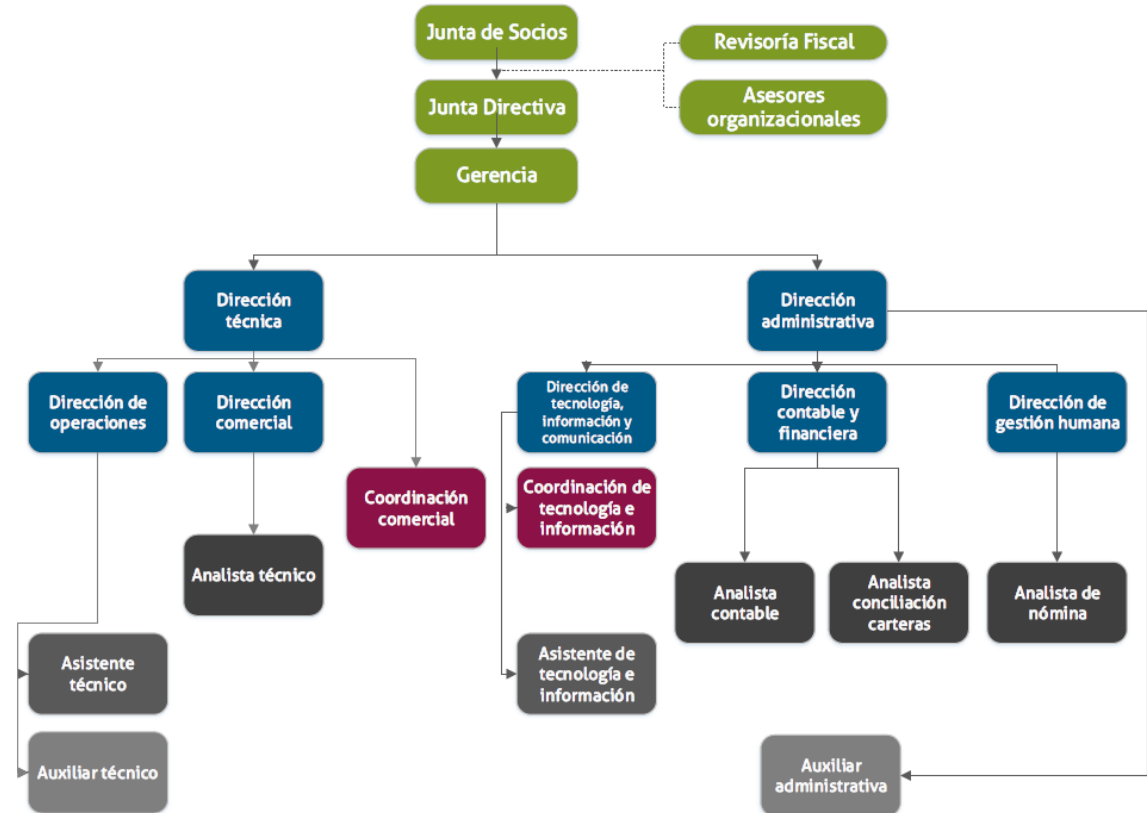 Junta de Socios
Revisoría Fiscal
Junta Directiva
Asesores
organizacionales
Gerencia
Dirección
técnica
Dirección
administrativa
Dirección de
operaciones
Dirección
comercial
Dirección de
tecnología,
información y
comunicación
Dirección
contable y
financiera
Dirección de
gestión humana
Coordinación
comercial
Coordinación de
tecnología e
información
Analista técnico
Analista
contable
Analista
conciliación
carteras
Analista de
nómina
Asistente
técnico
Asistente de
tecnología e
información
Auxiliar técnico
Auxiliar
administrativa